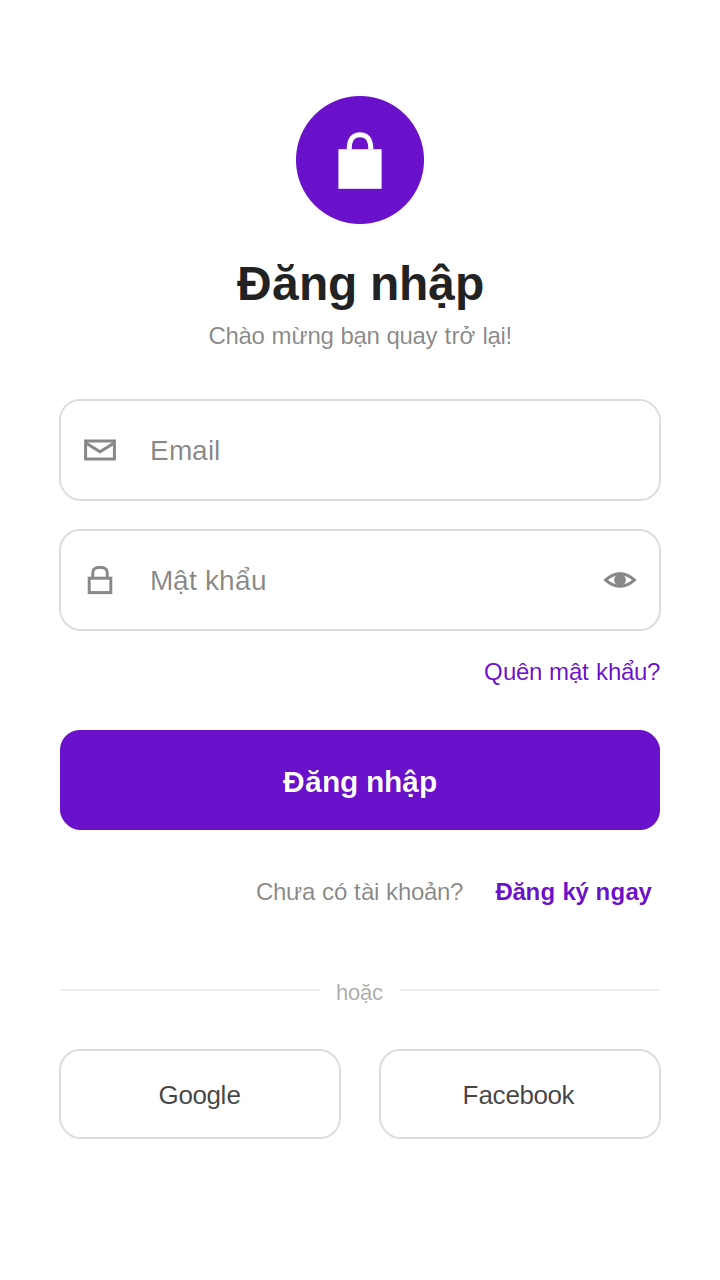 Đăng nhập
Chào mừng bạn quay trở lại!
Email
Mật khẩu
Quên mật khẩu?
Đăng nhập
Chưa có tài khoản? Đăng ký ngay
hoặc
Google Facebook